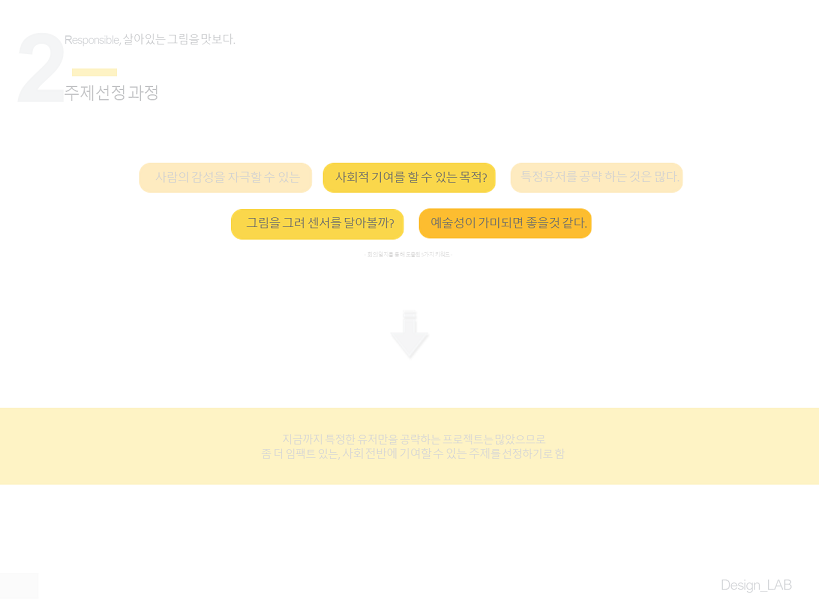 2
Responsible, 살아있는 그림을 맛보다.
주제선정 과정
사람의 감성을 자극할 수 있는
사회적 기여를 할 수 있는 목적?
특정유저를 공략 하는 것은 많다.
그림을 그려 센서를 달아볼까?
예술성이 가미되면 좋을것 같다.
지금까지 특정한 유저만을 공략하는 프로젝트는 많았으므로
좀 더 임팩트 있는, 사회 전반에 기여할 수 있는 주제를 선정하기로 함
Design_LAB